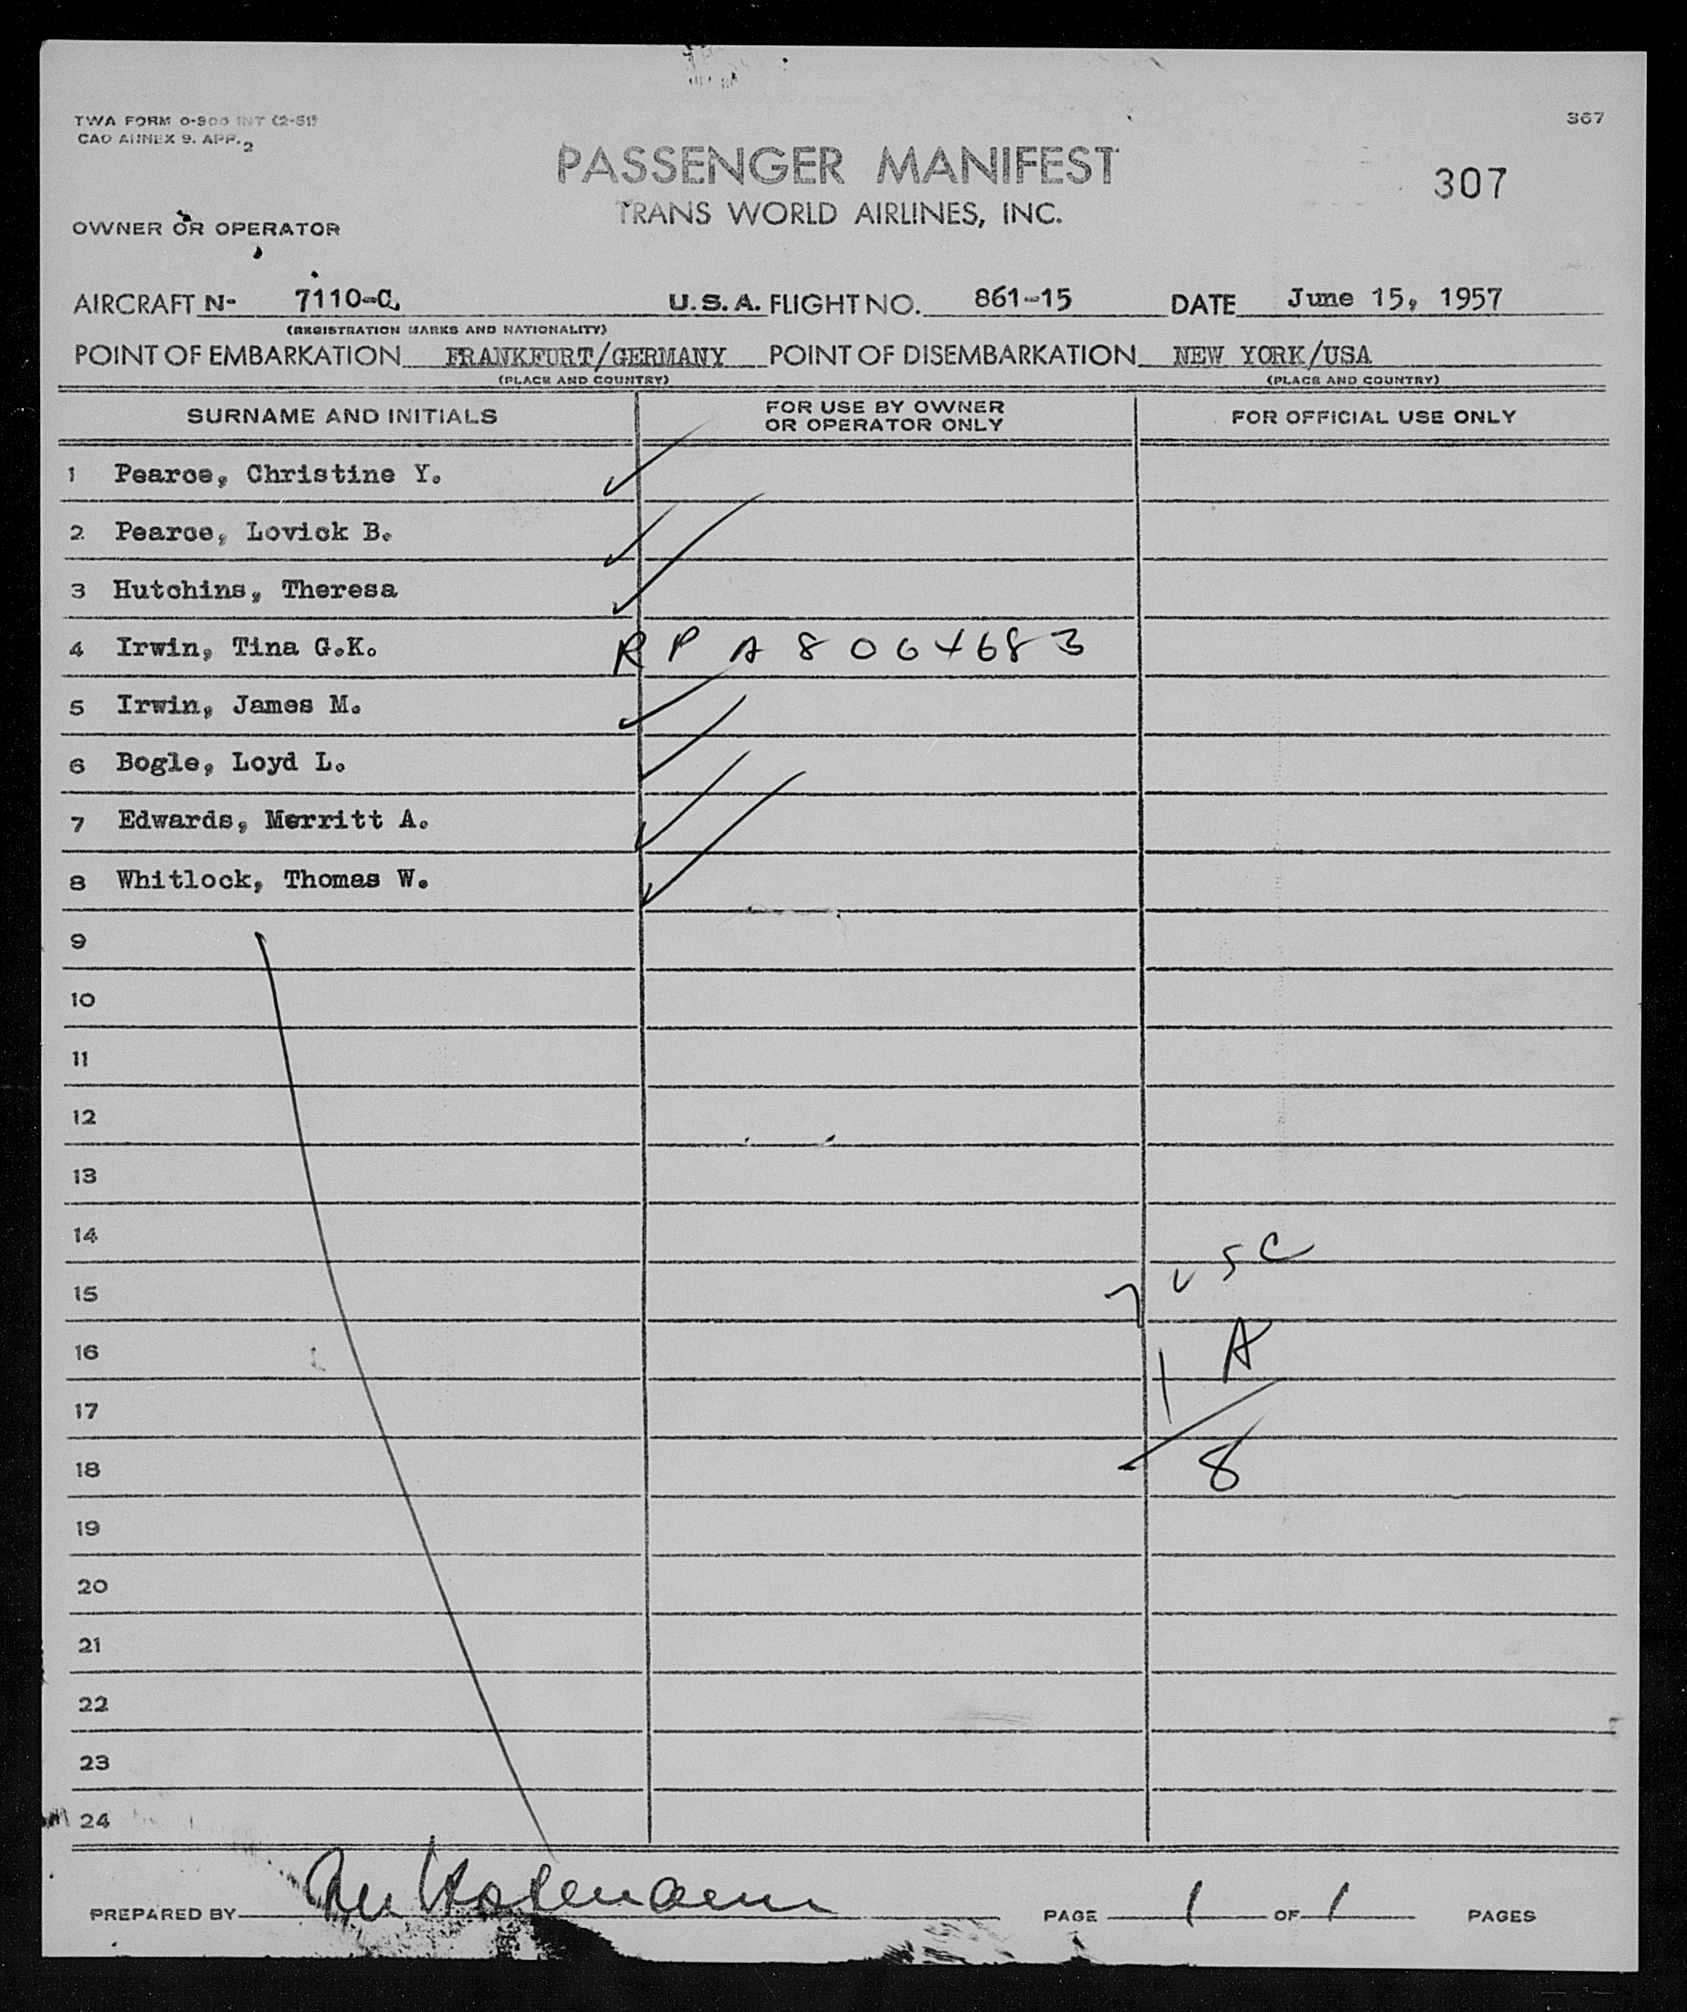 TWA FORM O-900 INT (2-51)
367
CAO ANNEX 9. APP. 2
PASSENGER MANIFEST
307
TRANS WORLD AIRLINES, INC.
OWNER OR OPERATOR
AIRCRAFT N- 7110-C U.S.A. FLIGHT NO. 861-15 DATE June 15, 1957
(REGISTRATION MARKS AND NATIONALITY)
POINT OF EMBARKATION FRANKFURT/GERMANY POINT OF DISEMBARKATION NEW YORK/USA
(PLACE AND COUNTRY) (PLACE AND COUNTRY)
SURNAME AND INITIALS FOR USE BY OWNER OR OPERATOR ONLY FOR OFFICIAL USE ONLY
1 Pearce, Christine Y.
2 Pearce, Lovick B.
3 Hutchins, Theresa
4 Irwin, Tina G.K. R P A 8064683
5 Irwin, James M.
6 Bogle, Loyd L.
7 Edwards, Merritt A.
8 Whitlock, Thomas W.
9
10
11
12
13
14
15 7 USC
16 1 A
17
18 8
19
20
21
22
23
24
PREPARED BY PAGE 1 OF 1 PAGES